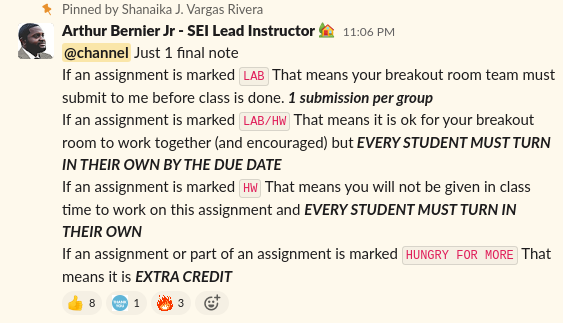 Pinned by Shanaika J. Vargas Rivera
Arthur Bernier Jr - SEI Lead Instructor 11:06 PM
@channel Just 1 final note
If an assignment is marked LAB That means your breakout room team must
submit to me before class is done. 1 submission per group
If an assignment is marked LAB/HW That means it is ok for your breakout
room to work together (and encouraged) but EVERY STUDENT MUST TURN
IN THEIR OWN BY THE DUE DATE
If an assignment is marked HW That means you will not be given in class
time to work on this assignment and EVERY STUDENT MUST TURN IN
THEIR OWN
If an assignment or part of an assignment is marked HUNGRY FOR MORE That
means it is EXTRA CREDIT
8 THANK YOU 1 3